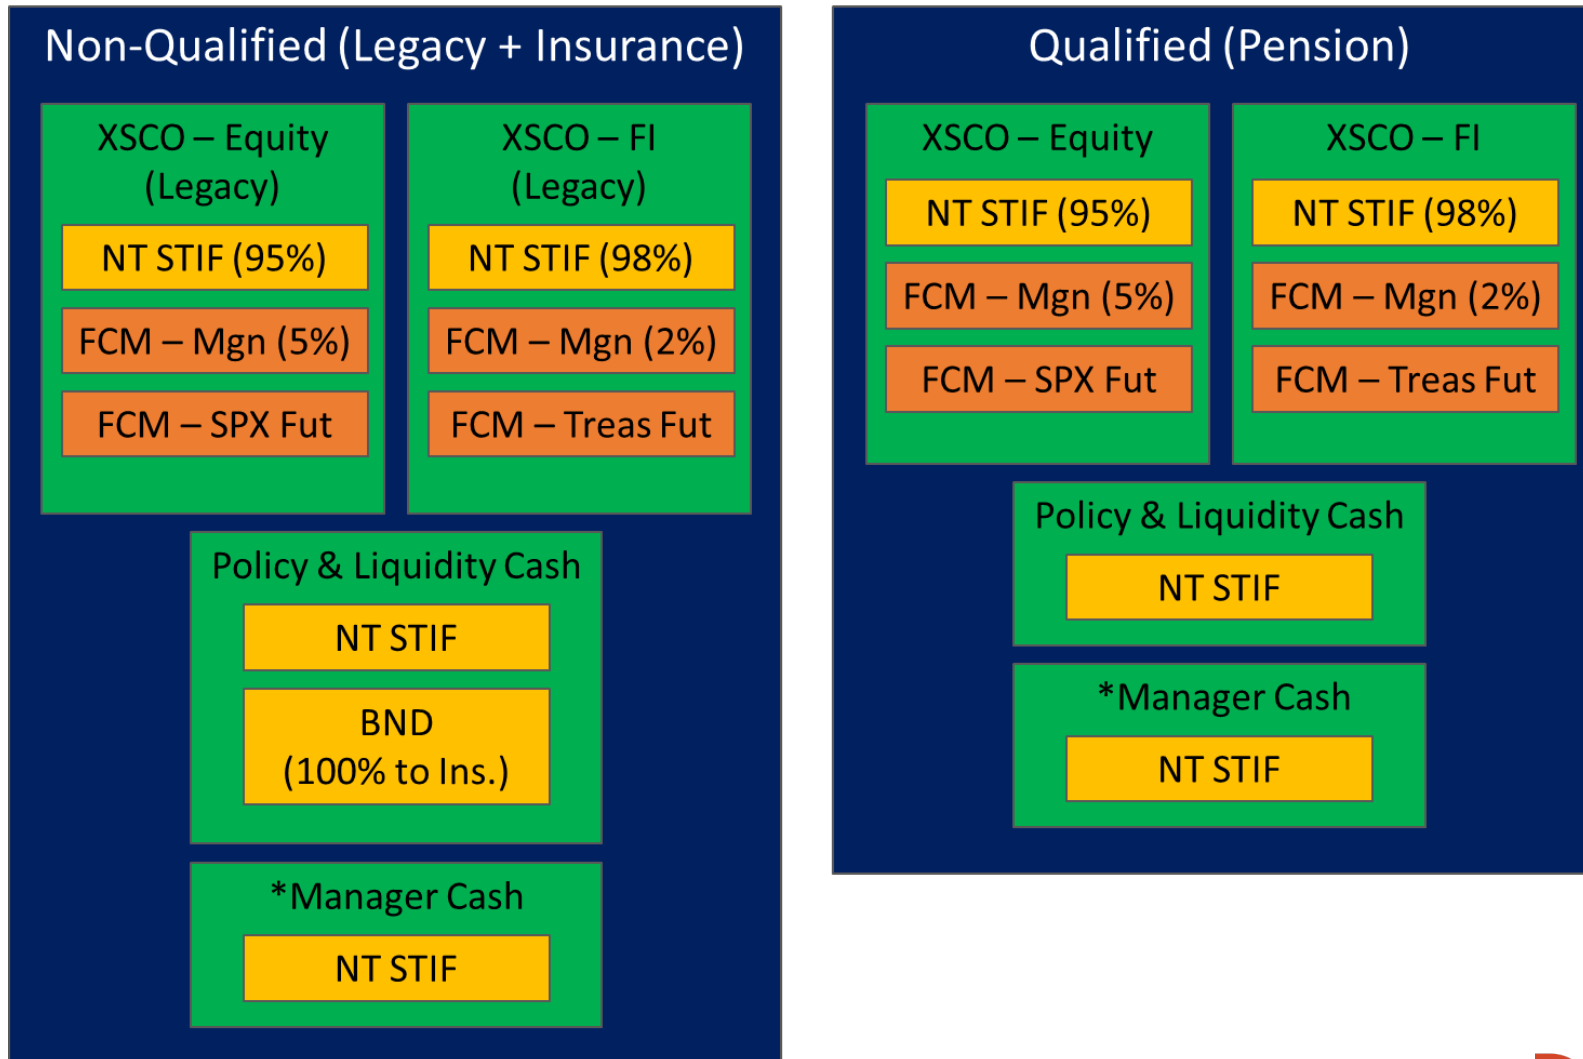 Non-Qualified (Legacy + Insurance)
XSCO – Equity
(Legacy)
NT STIF (95%)
FCM – Mgn (5%)
FCM – SPX Fut
XSCO – FI
(Legacy)
NT STIF (98%)
FCM – Mgn (2%)
FCM – Treas Fut
Policy & Liquidity Cash
NT STIF
BND
(100% to Ins.)
*Manager Cash
NT STIF
Qualified (Pension)
XSCO – Equity
NT STIF (95%)
FCM – Mgn (5%)
FCM – SPX Fut
XSCO – FI
NT STIF (98%)
FCM – Mgn (2%)
FCM – Treas Fut
Policy & Liquidity Cash
NT STIF
*Manager Cash
NT STIF